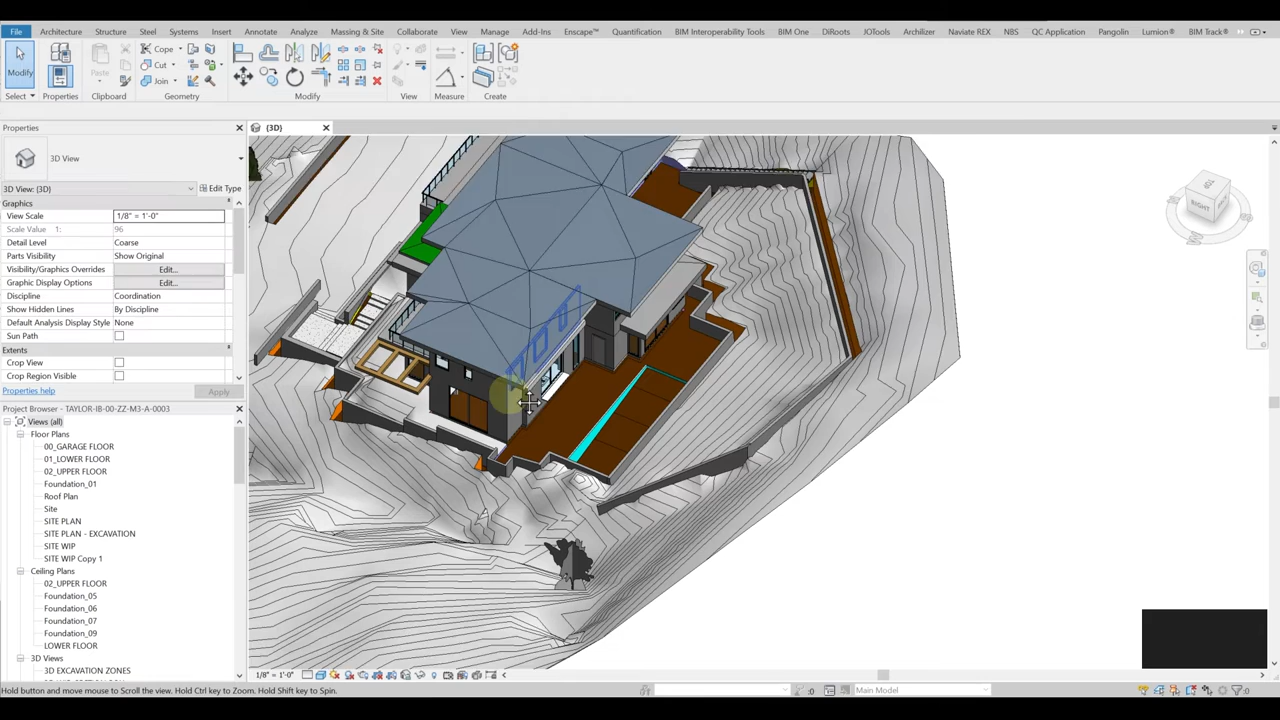 File Architecture Structure Steel Systems Insert Annotate Analyze Massing & Site Collaborate View Manage Add-Ins Enscape™ Quantification BIM Interoperability Tools BIM One DiRoots JOTools Archilizer Naviate REX NBS QC Application Pangolin Lumion® BIM Track®
Modify Paste Cope Cut Join
Select Properties Clipboard Geometry Modify View Measure Create
Properties
{3D}
3D View
3D View: {3D} Edit Type
Graphics
View Scale 1/8" = 1'-0"
Scale Value 1: 96
Detail Level Coarse
Parts Visibility Show Original
Visibility/Graphics Overrides Edit...
Graphic Display Options Edit...
Discipline Coordination
Show Hidden Lines By Discipline
Default Analysis Display Style None
Sun Path
Extents
Crop View
Crop Region Visible
Properties help Apply
Project Browser - TAYLOR-IB-00-ZZ-M3-A-0003
Views (all)
Floor Plans
00_GARAGE FLOOR
01_LOWER FLOOR
02_UPPER FLOOR
Foundation_01
Roof Plan
Site
SITE PLAN
SITE PLAN - EXCAVATION
SITE WIP
SITE WIP Copy 1
Ceiling Plans
02_UPPER FLOOR
Foundation_05
Foundation_06
Foundation_07
Foundation_09
LOWER FLOOR
3D Views
3D EXCAVATION ZONES
RIGHT
1/8" = 1'-0"
Hold button and move mouse to Scroll the view. Hold Ctrl key to Zoom. Hold Shift key to Spin. :0 Main Model :0